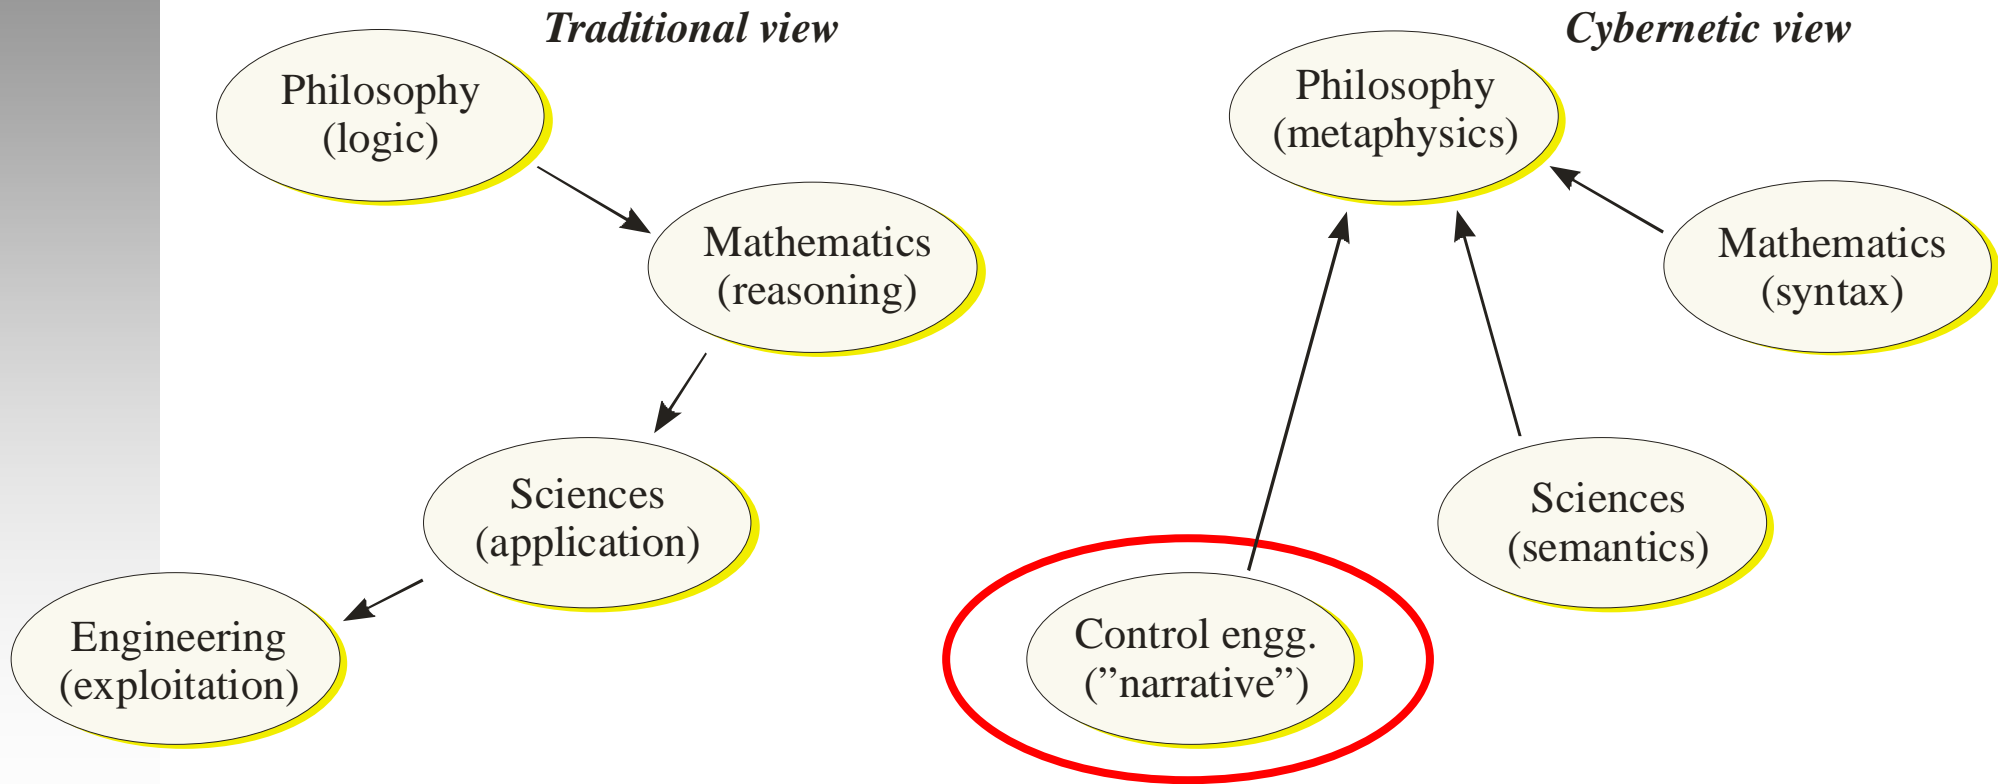 Traditional view
Philosophy
(logic)
Mathematics
(reasoning)
Sciences
(application)
Engineering
(exploitation)
Cybernetic view
Philosophy
(metaphysics)
Mathematics
(syntax)
Sciences
(semantics)
Control engg.
(”narrative”)